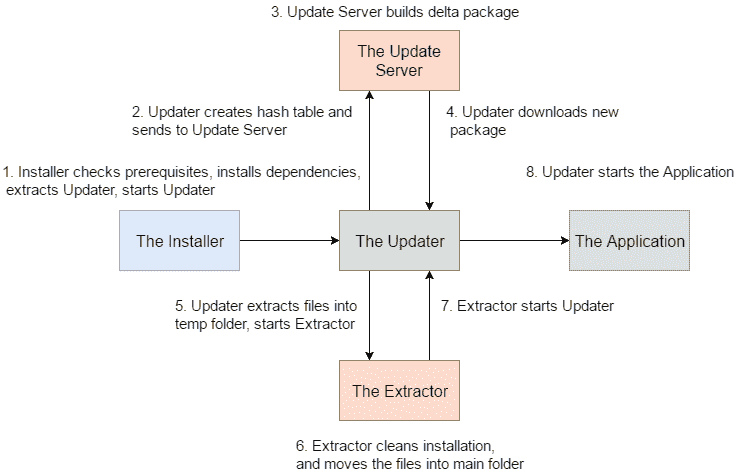 3. Update Server builds delta package
The Update
Server
2. Updater creates hash table and
sends to Update Server
4. Updater downloads new
package
1. Installer checks prerequisites, installs dependencies,
extracts Updater, starts Updater
8. Updater starts the Application
The Installer
The Updater
The Application
5. Updater extracts files into
temp folder, starts Extractor
7. Extractor starts Updater
The Extractor
6. Extractor cleans installation,
and moves the files into main folder